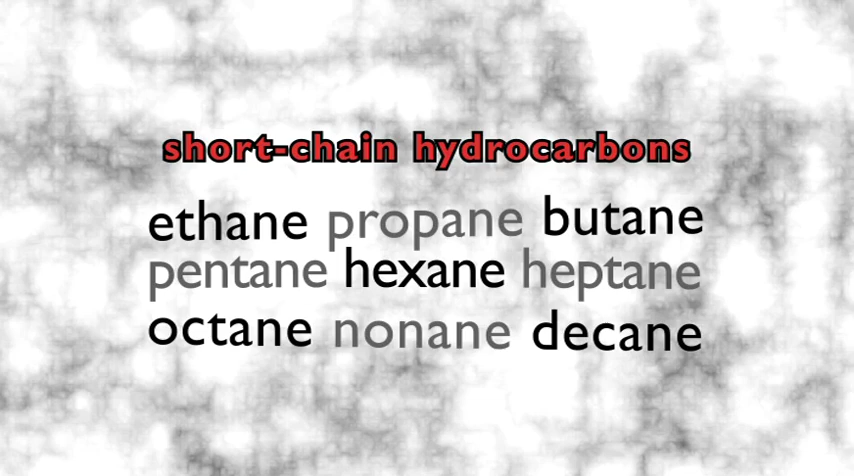 short-chain hydrocarbons
ethane propane butane
pentane hexane heptane
octane nonane decane